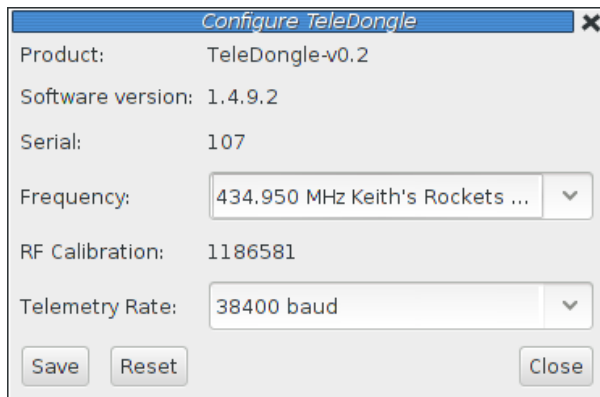 Configure TeleDongle
Product: TeleDongle-v0.2
Software version: 1.4.9.2
Serial: 107
Frequency: 434.950 MHz Keith's Rockets ...
RF Calibration: 1186581
Telemetry Rate: 38400 baud
Save Reset Close